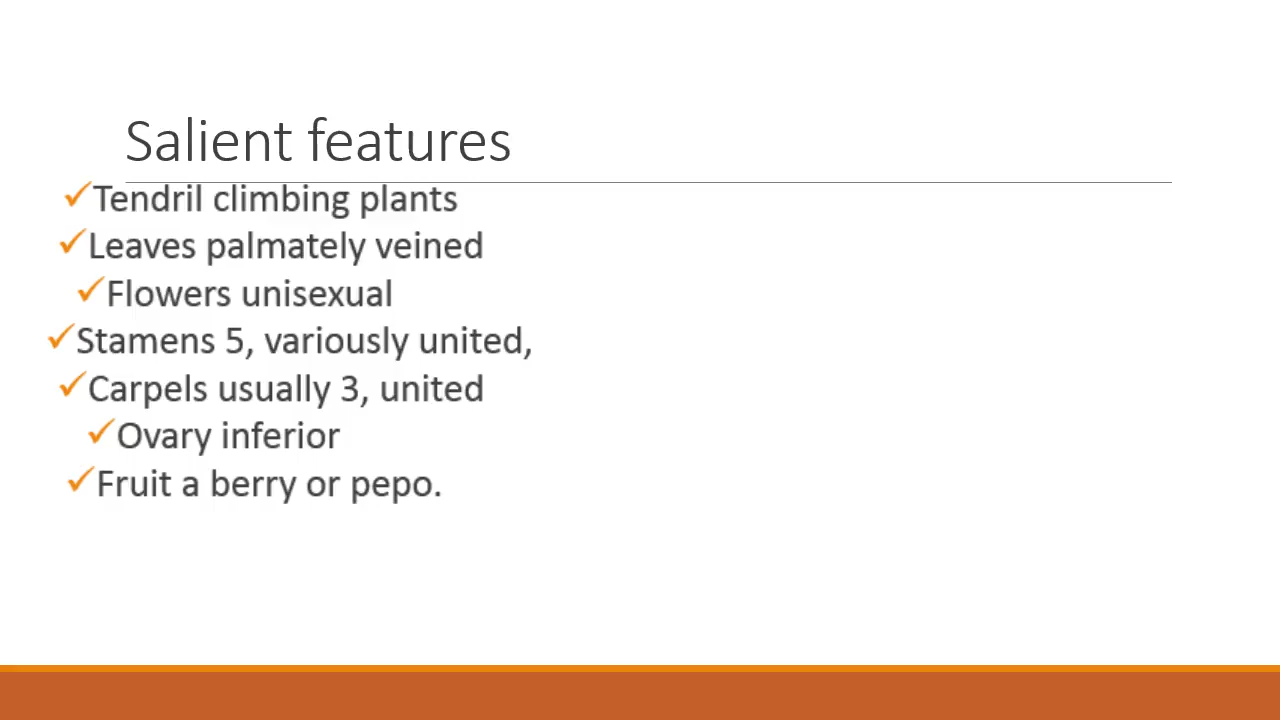 Salient features
✓Tendril climbing plants
✓Leaves palmately veined
✓Flowers unisexual
✓Stamens 5, variously united,
✓Carpels usually 3, united
✓Ovary inferior
✓Fruit a berry or pepo.